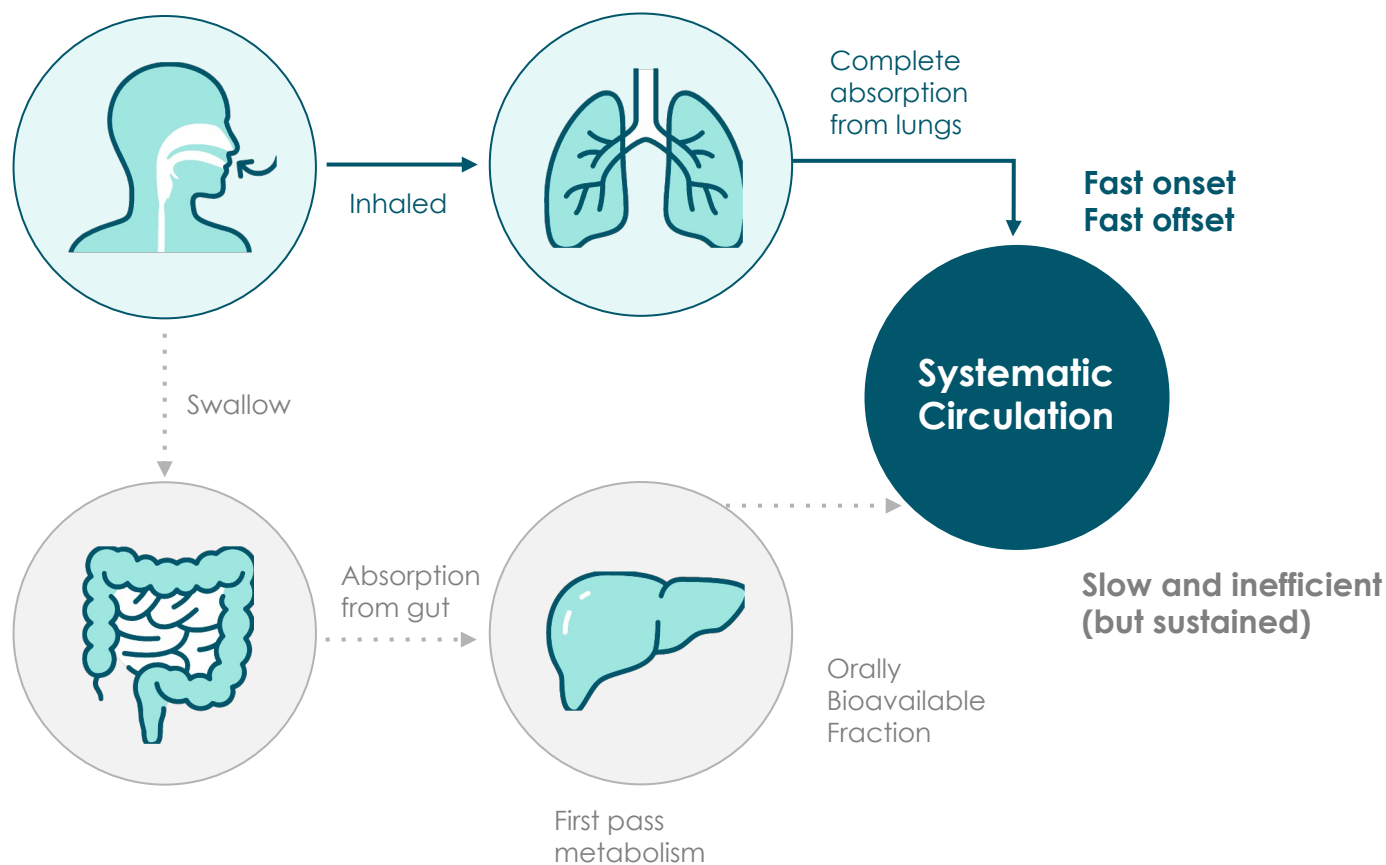 Complete
absorption
from lungs
Inhaled
Fast onset
Fast offset
Systematic
Circulation
Swallow
Absorption
from gut
Slow and inefficient
(but sustained)
Orally
Bioavailable
Fraction
First pass
metabolism